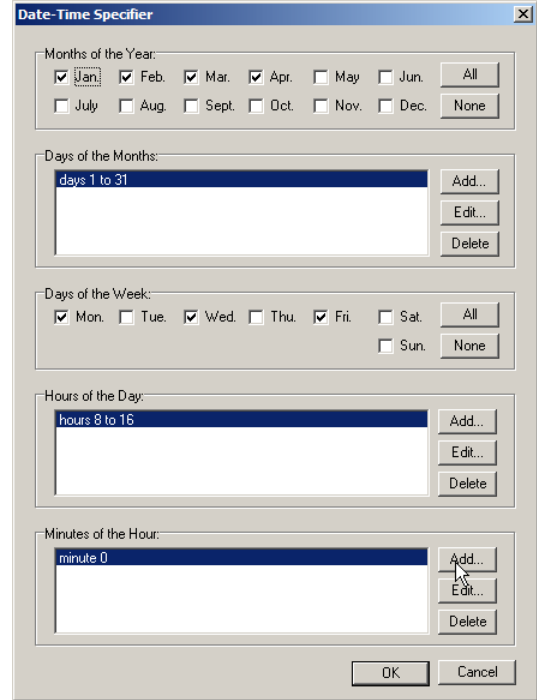 Date-Time Specifier
Months of the Year:
Jan. Feb. Mar. Apr. May Jun. All
July Aug. Sept. Oct. Nov. Dec. None
Days of the Months:
days 1 to 31
Add...
Edit...
Delete
Days of the Week:
Mon. Tue. Wed. Thu. Fri. Sat. All
Sun. None
Hours of the Day:
hours 8 to 16
Add...
Edit...
Delete
Minutes of the Hour:
minute 0
Add...
Edit...
Delete
OK Cancel